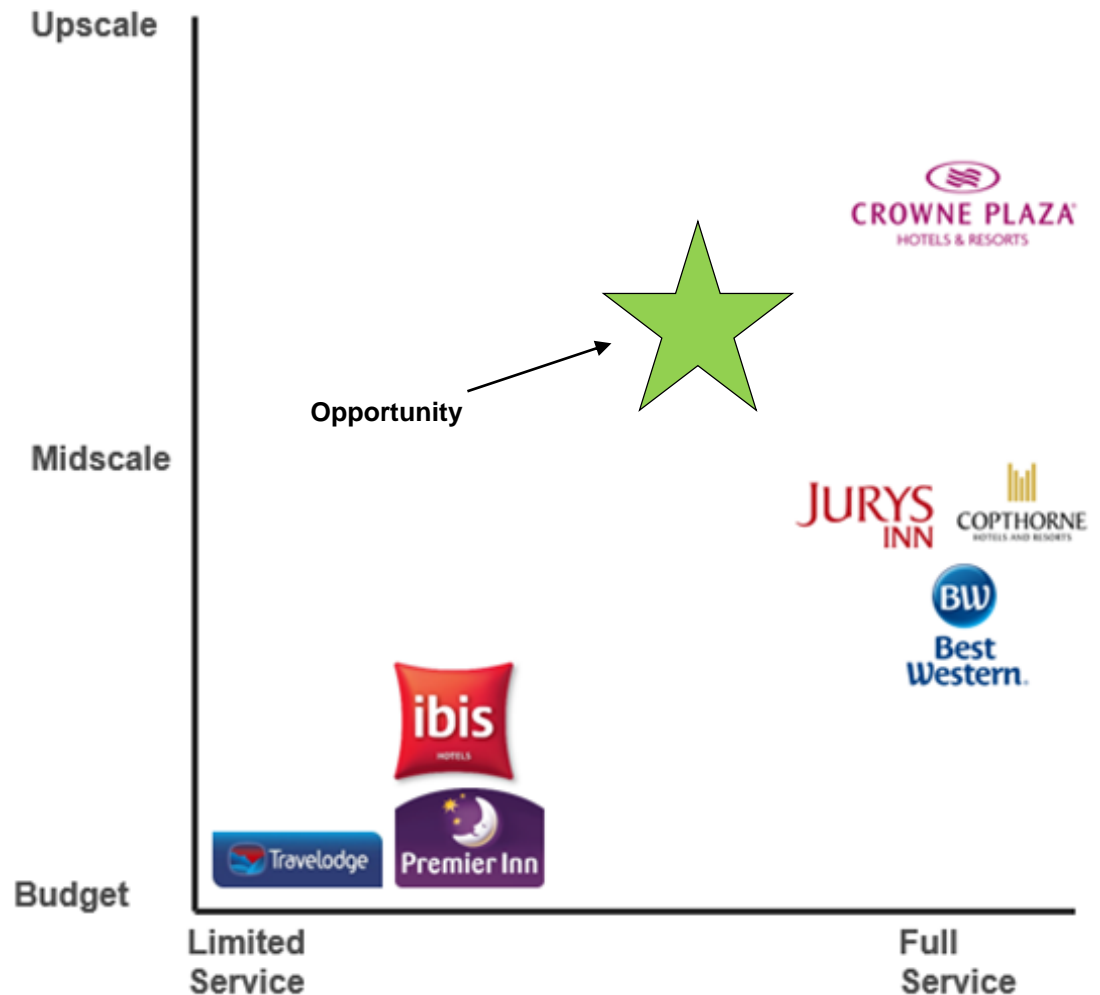 Upscale
CROWNE PLAZA
HOTELS & RESORTS
Opportunity
Midscale
JURYS
INN
COPTHORNE
HOTELS AND RESORTS
BW
Best
Western.
ibis
HOTELS
Travelodge
Premier Inn
Budget
Limited
Service
Full
Service